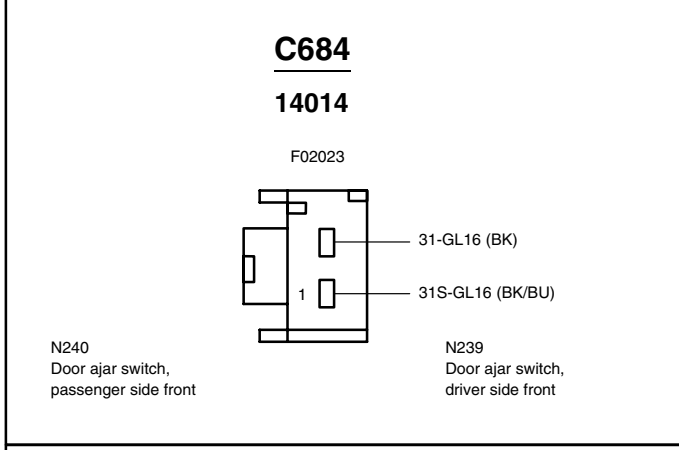 C684
14014
F02023
31-GL16 (BK)
1
31S-GL16 (BK/BU)
N240
Door ajar switch,
passenger side front
N239
Door ajar switch,
driver side front